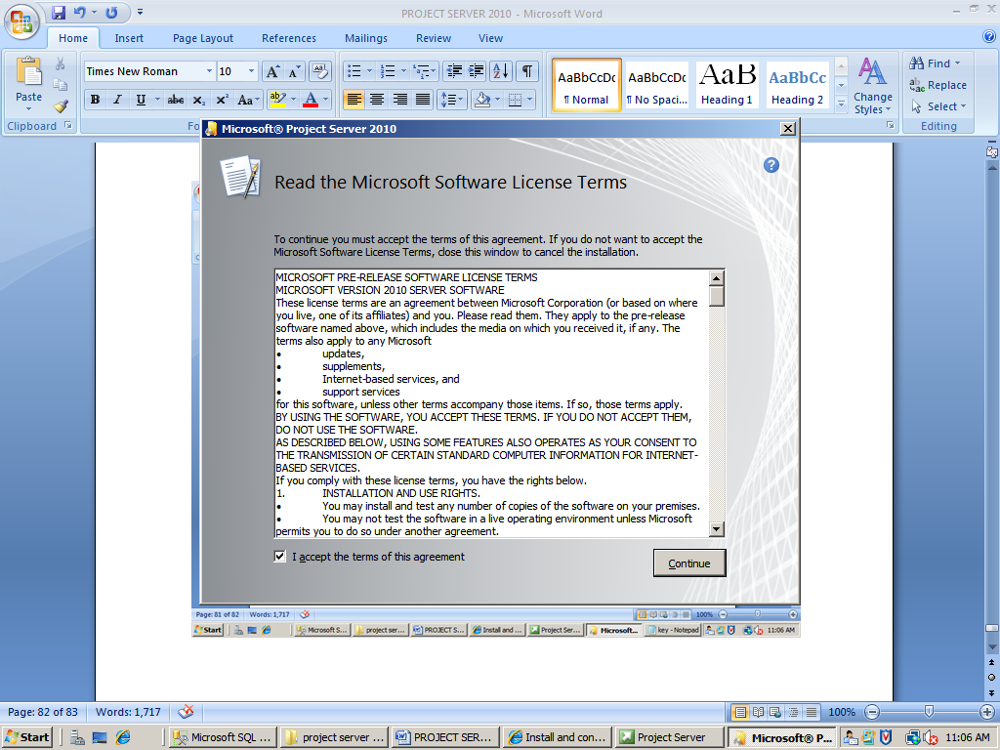 PROJECT SERVER 2010 - Microsoft Word
Home Insert Page Layout References Mailings Review View
Paste
Clipboard
Times New Roman 10
B I U abc X₂ X² Aa
AaBbCcDc AaBbCcDc AaB AaBbCc
¶ Normal ¶ No Spaci... Heading 1 Heading 2
Change Styles
Find
Replace
Select
Editing
Microsoft® Project Server 2010
Read the Microsoft Software License Terms
To continue you must accept the terms of this agreement. If you do not want to accept the
Microsoft Software License Terms, close this window to cancel the installation.
MICROSOFT PRE-RELEASE SOFTWARE LICENSE TERMS
MICROSOFT VERSION 2010 SERVER SOFTWARE
These license terms are an agreement between Microsoft Corporation (or based on where
you live, one of its affiliates) and you. Please read them. They apply to the pre-release
software named above, which includes the media on which you received it, if any. The
terms also apply to any Microsoft
• updates,
• supplements,
• Internet-based services, and
• support services
for this software, unless other terms accompany those items. If so, those terms apply.
BY USING THE SOFTWARE, YOU ACCEPT THESE TERMS. IF YOU DO NOT ACCEPT THEM,
DO NOT USE THE SOFTWARE.
AS DESCRIBED BELOW, USING SOME FEATURES ALSO OPERATES AS YOUR CONSENT TO
THE TRANSMISSION OF CERTAIN STANDARD COMPUTER INFORMATION FOR INTERNET-
BASED SERVICES.
If you comply with these license terms, you have the rights below.
1. INSTALLATION AND USE RIGHTS.
• You may install and test any number of copies of the software on your premises.
• You may not test the software in a live operating environment unless Microsoft
permits you to do so under another agreement.
I accept the terms of this agreement
Continue
Page: 81 of 82 Words: 1,717 100%
Start Microsoft S... project ser... PROJECT S... Install and ... Project Ser... Microsoft... key - Notepad 11:06 AM
Page: 82 of 83 Words: 1,717 100%
Start Microsoft SQL ... project server ... PROJECT SER... Install and con... Project Server Microsoft® P... 11:06 AM